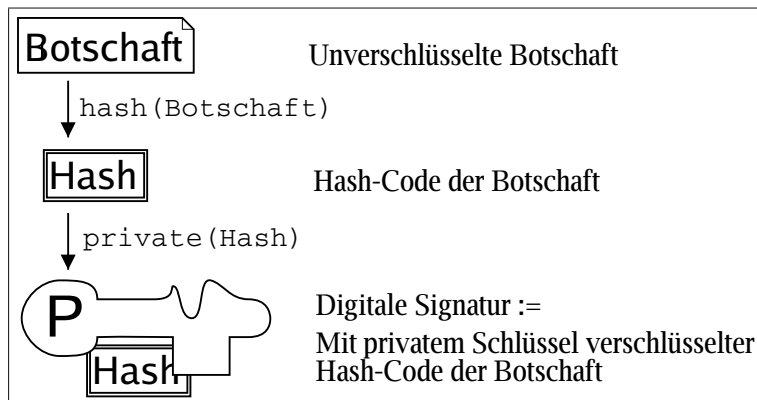 Botschaft Unverschlüsselte Botschaft
hash(Botschaft)
Hash Hash-Code der Botschaft
private(Hash)
P Digitale Signatur :=
Mit privatem Schlüssel verschlüsselter
Hash Hash-Code der Botschaft